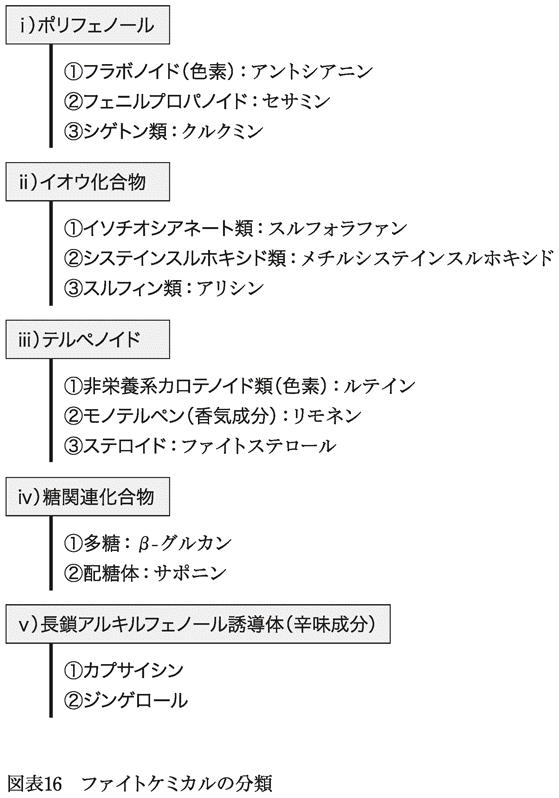 ⅰ)ポリフェノール
①フラボノイド(色素):アントシアニン
②フェニルプロパノイド:セサミン
③シゲトン類:クルクミン
ⅱ)イオウ化合物
①イソチオシアネート類:スルフォラファン
②システインスルホキシド類:メチルシステインスルホキシド
③スルフィン類:アリシン
ⅲ)テルペノイド
①非栄養系カロテノイド類(色素):ルテイン
②モノテルペン(香気成分):リモネン
③ステロイド:ファイトステロール
ⅳ)糖関連化合物
①多糖:β-グルカン
②配糖体:サポニン
ⅴ)長鎖アルキルフェノール誘導体(辛味成分)
①カプサイシン
②ジンゲロール
図表16 ファイトケミカルの分類